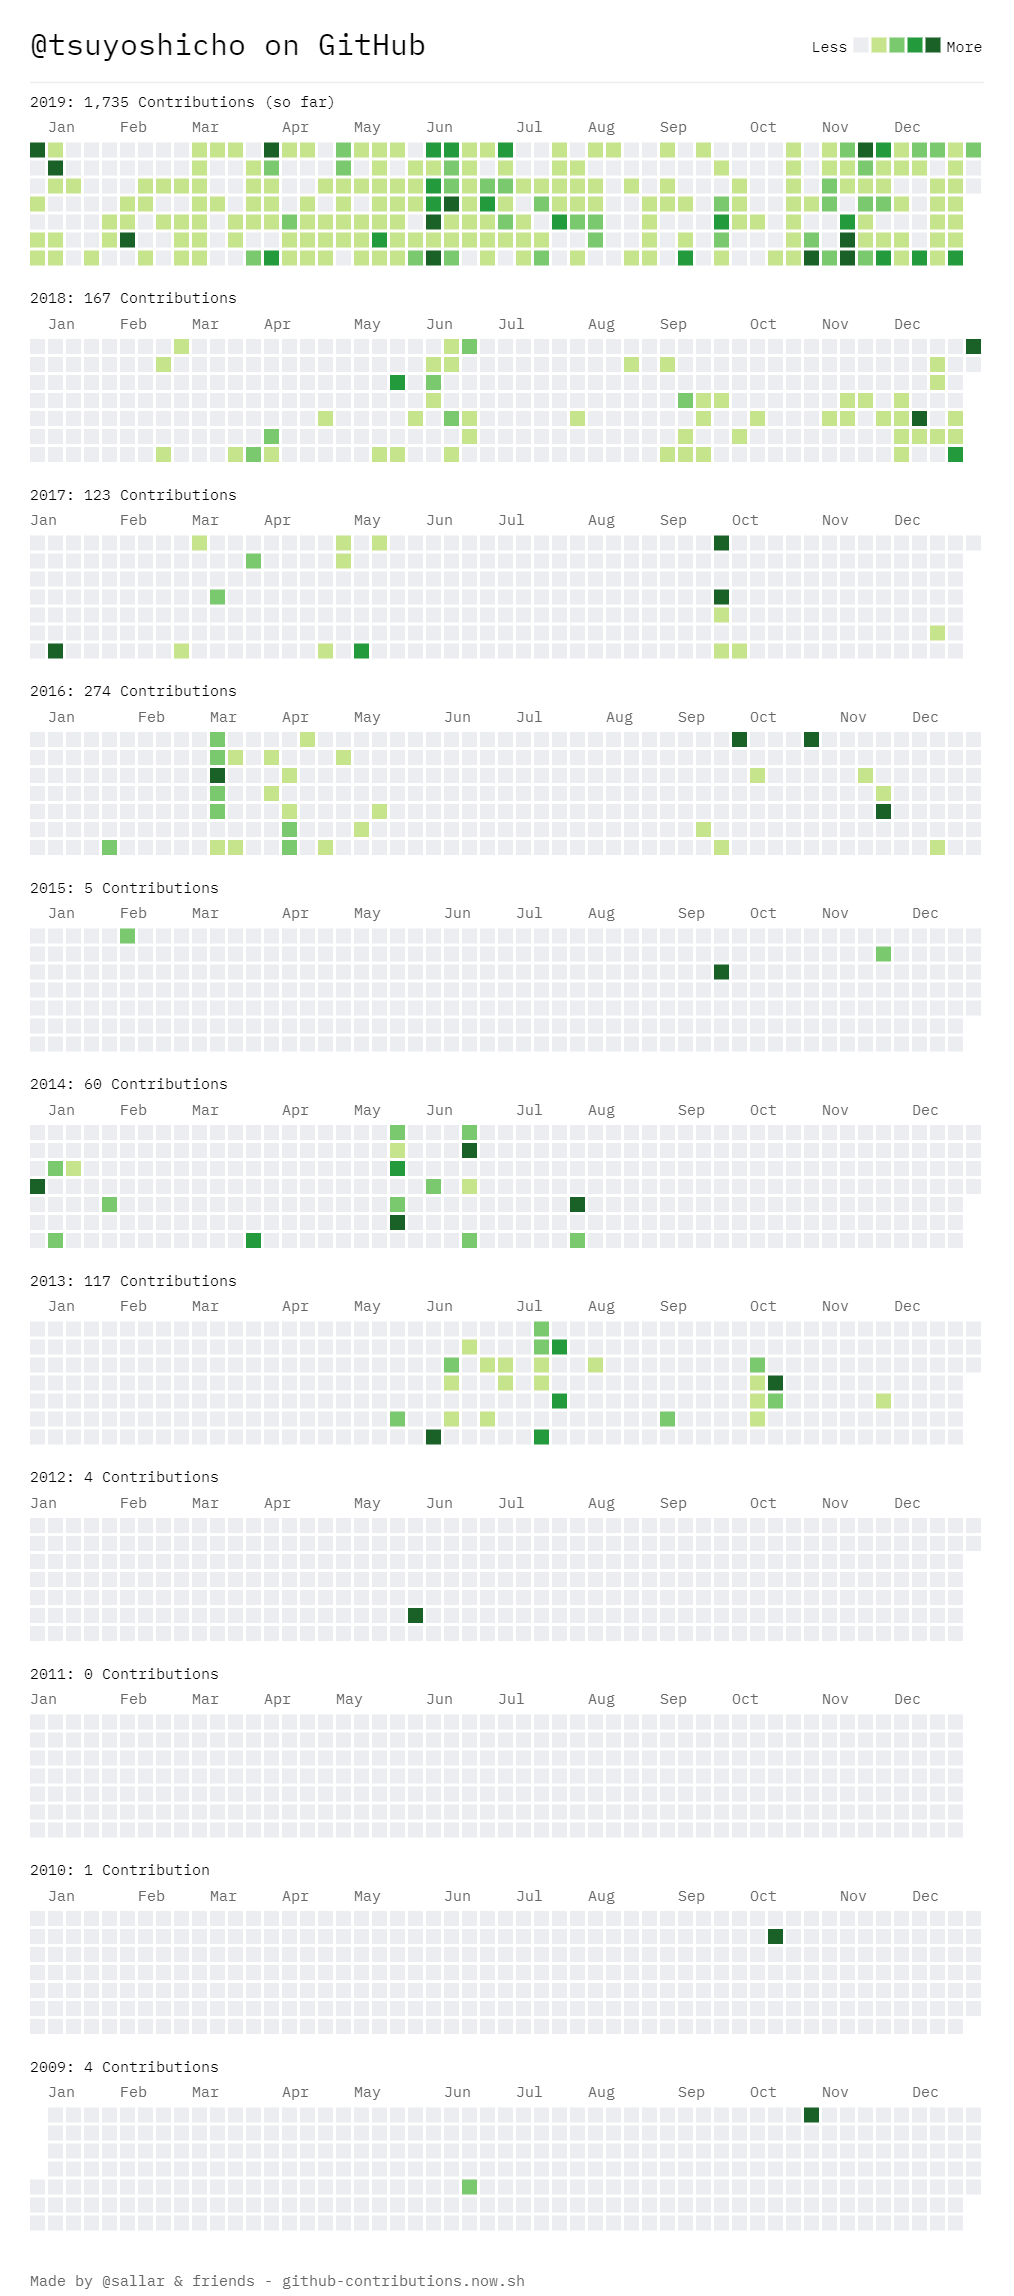 @tsuyoshicho on GitHub
Less More
2019: 1,735 Contributions (so far)
Jan Feb Mar Apr May Jun Jul Aug Sep Oct Nov Dec
2018: 167 Contributions
Jan Feb Mar Apr May Jun Jul Aug Sep Oct Nov Dec
2017: 123 Contributions
Jan Feb Mar Apr May Jun Jul Aug Sep Oct Nov Dec
2016: 274 Contributions
Jan Feb Mar Apr May Jun Jul Aug Sep Oct Nov Dec
2015: 5 Contributions
Jan Feb Mar Apr May Jun Jul Aug Sep Oct Nov Dec
2014: 60 Contributions
Jan Feb Mar Apr May Jun Jul Aug Sep Oct Nov Dec
2013: 117 Contributions
Jan Feb Mar Apr May Jun Jul Aug Sep Oct Nov Dec
2012: 4 Contributions
Jan Feb Mar Apr May Jun Jul Aug Sep Oct Nov Dec
2011: 0 Contributions
Jan Feb Mar Apr May Jun Jul Aug Sep Oct Nov Dec
2010: 1 Contribution
Jan Feb Mar Apr May Jun Jul Aug Sep Oct Nov Dec
2009: 4 Contributions
Jan Feb Mar Apr May Jun Jul Aug Sep Oct Nov Dec
Made by @sallar & friends - github-contributions.now.sh